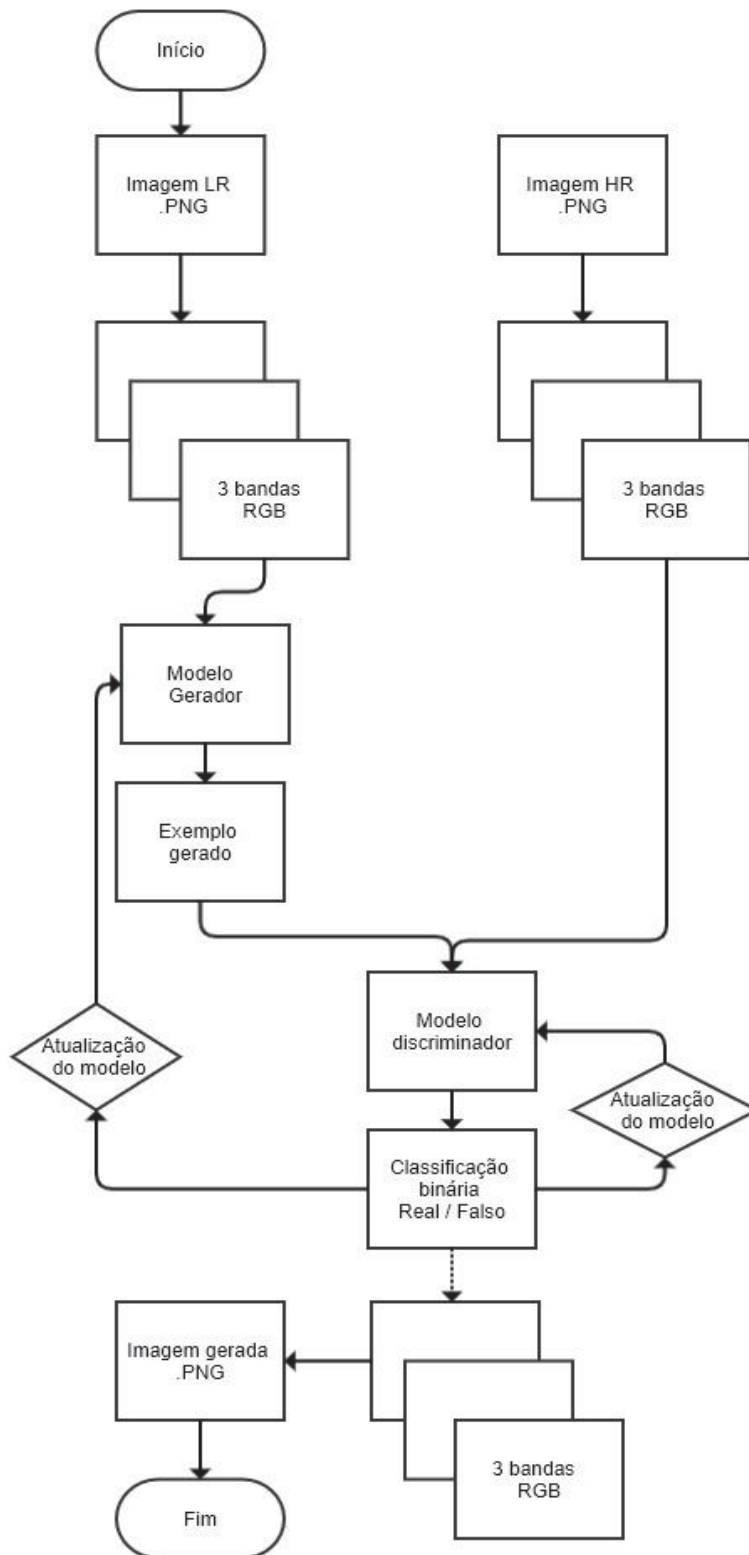 Início
Imagem LR
.PNG
Imagem HR
.PNG
3 bandas
RGB
3 bandas
RGB
Modelo
Gerador
Exemplo
gerado
Modelo
discriminador
Atualização
do modelo
Atualização
do modelo
Classificação
binária
Real / Falso
Imagem gerada
.PNG
3 bandas
RGB
Fim